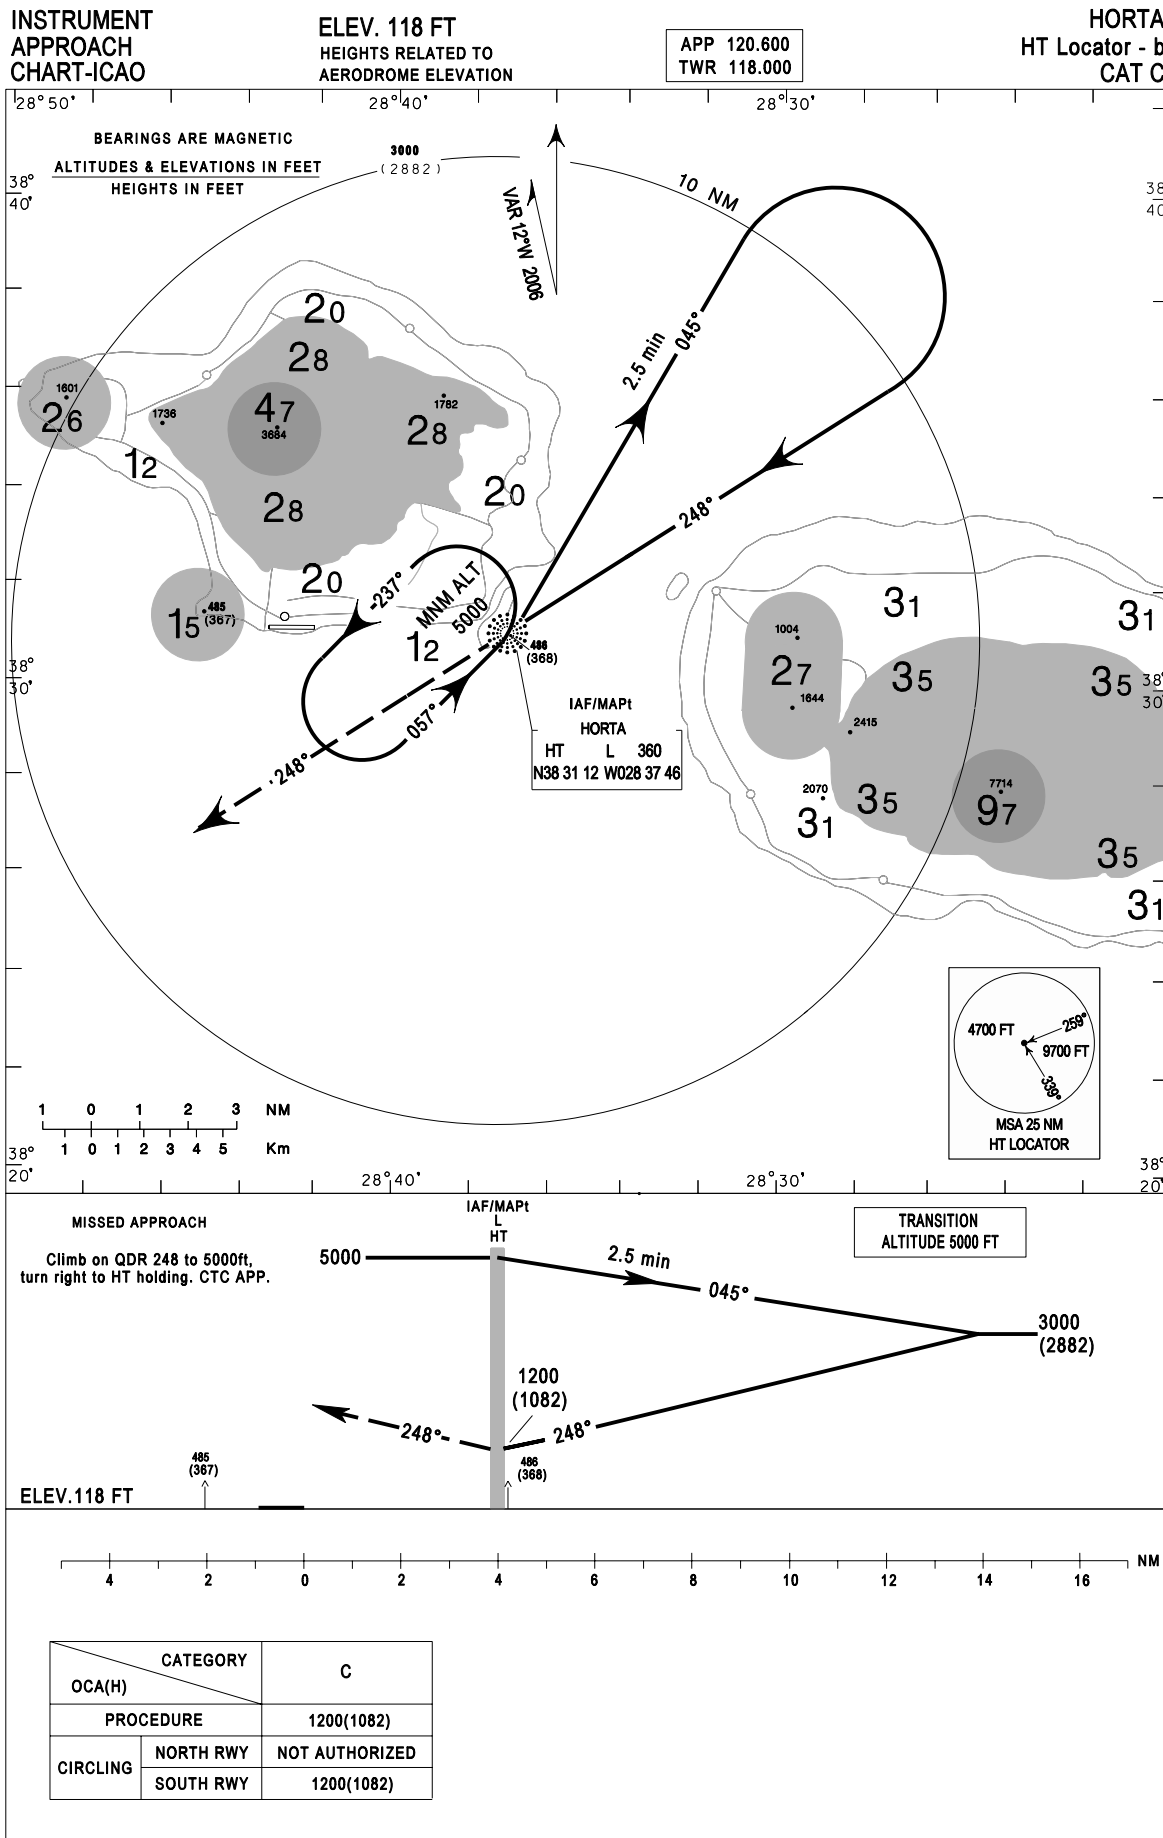 INSTRUMENT
APPROACH
CHART-ICAO
ELEV. 118 FT
HEIGHTS RELATED TO
AERODROME ELEVATION
APP 120.600
TWR 118.000
HORTA
HT Locator - b
CAT C
28°50' 28°40' 28°30'
BEARINGS ARE MAGNETIC
ALTITUDES & ELEVATIONS IN FEET
HEIGHTS IN FEET
3000
(2882)
10 NM
38°
40'
38
40
VAR 12°W 2006
20
28
2.5 min
045°
1601
26
1736
47
3684
1782
28
12
28
20
248°
20
237°
MNM ALT
5000
485
(367)
15
12
486
(368)
31
31
1004
27
1644
35
35
2415
38°
30'
38
30
057°
248°
IAF/MAPt
HORTA
HT L 360
N38 31 12 W028 37 46
2070
31
35
7714
97
35
31
4700 FT
259°
9700 FT
339°
MSA 25 NM
HT LOCATOR
1 0 1 2 3 NM
1 0 1 2 3 4 5 Km
38°
20'
28°40' 28°30'
38°
20
MISSED APPROACH
Climb on QDR 248 to 5000ft,
turn right to HT holding. CTC APP.
IAF/MAPt
L
HT
TRANSITION
ALTITUDE 5000 FT
5000
2.5 min
045°
3000
(2882)
1200
(1082)
248°
248°
485
(367)
486
(368)
ELEV.118 FT
4 2 0 2 4 6 8 10 12 14 16 NM
CATEGORY
OCA(H)
C
PROCEDURE 1200(1082)
CIRCLING
NORTH RWY NOT AUTHORIZED
SOUTH RWY 1200(1082)